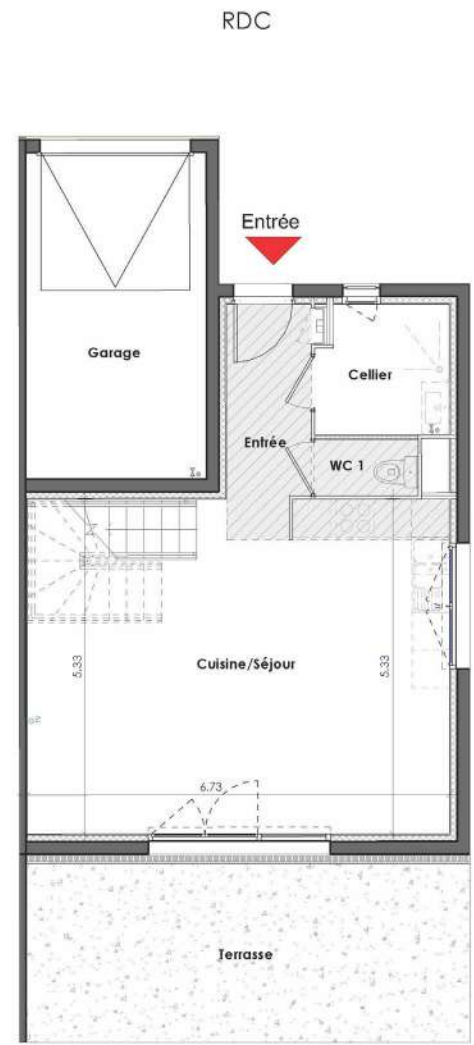 RDC
Entrée
Garage
Cellier
Entrée
WC 1
5.33
Cuisine/Séjour
5.33
6.73
Terrasse